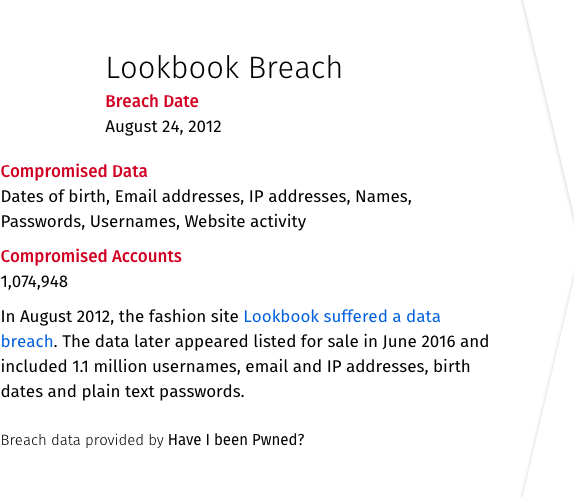 Lookbook Breach
Breach Date
August 24, 2012
Compromised Data
Dates of birth, Email addresses, IP addresses, Names,
Passwords, Usernames, Website activity
Compromised Accounts
1,074,948
In August 2012, the fashion site Lookbook suffered a data
breach. The data later appeared listed for sale in June 2016 and
included 1.1 million usernames, email and IP addresses, birth
dates and plain text passwords.
Breach data provided by Have I been Pwned?